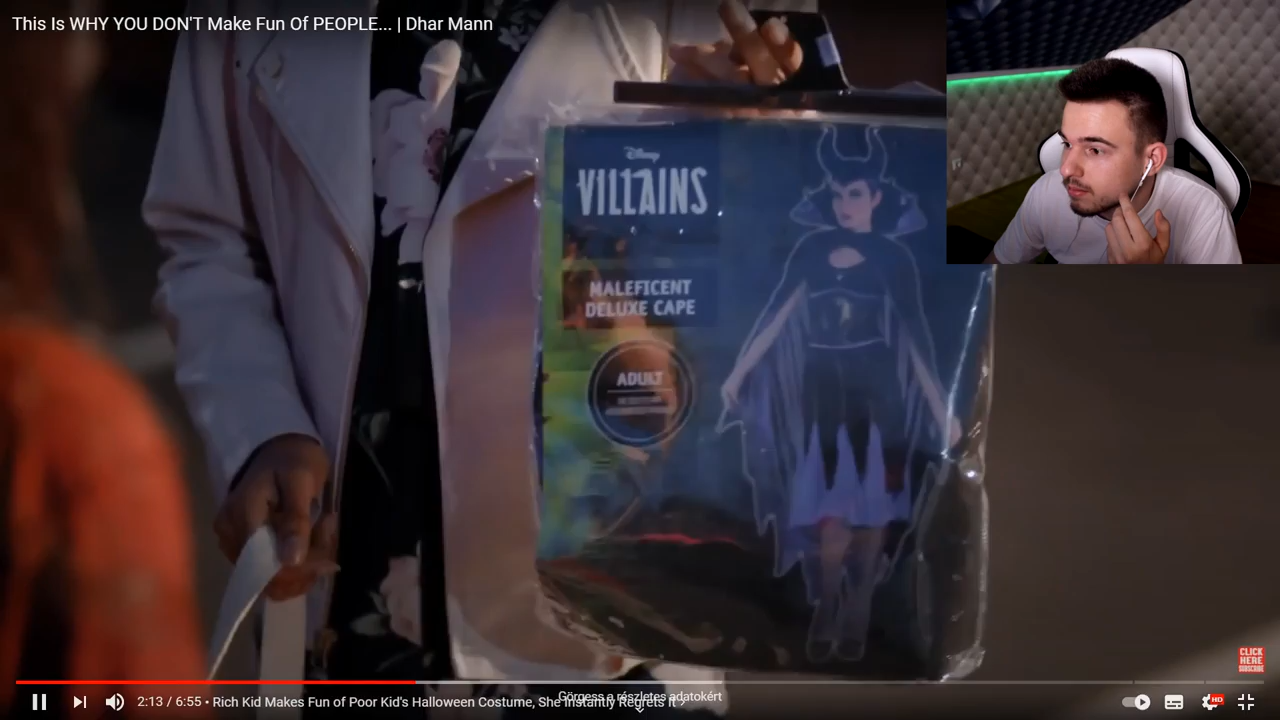 This Is WHY YOU DON'T Make Fun Of PEOPLE... | Dhar Mann
Disney
VILLAINS
MALEFICENT
DELUXE CAPE
ADULT
CLICK
HERE
SUBSCRIBE
Görgess a részletes adatokért
2:13 / 6:55 • Rich Kid Makes Fun of Poor Kid's Halloween Costume, She Instantly Regrets It
HD